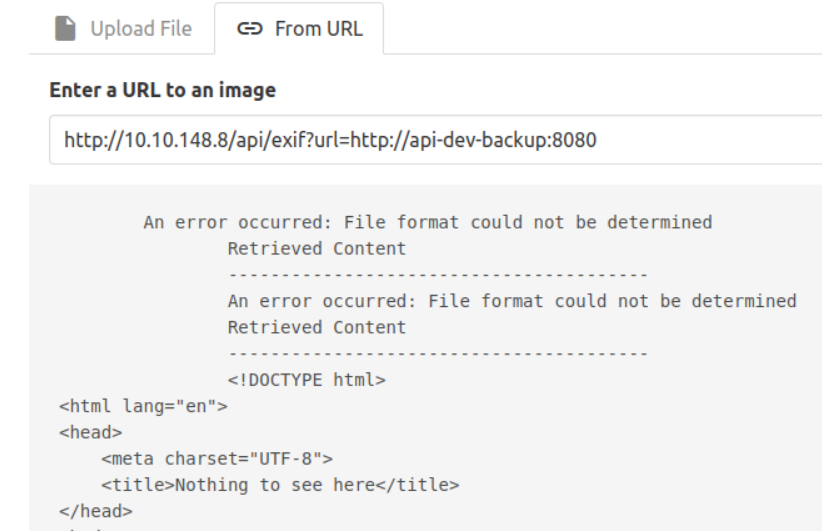 Upload File
From URL
Enter a URL to an image
http://10.10.148.8/api/exif?url=http://api-dev-backup:8080
An error occurred: File format could not be determined
Retrieved Content
----------------------------------------
An error occurred: File format could not be determined
Retrieved Content
----------------------------------------
<!DOCTYPE html>
<html lang="en">
<head>
<meta charset="UTF-8">
<title>Nothing to see here</title>
</head>